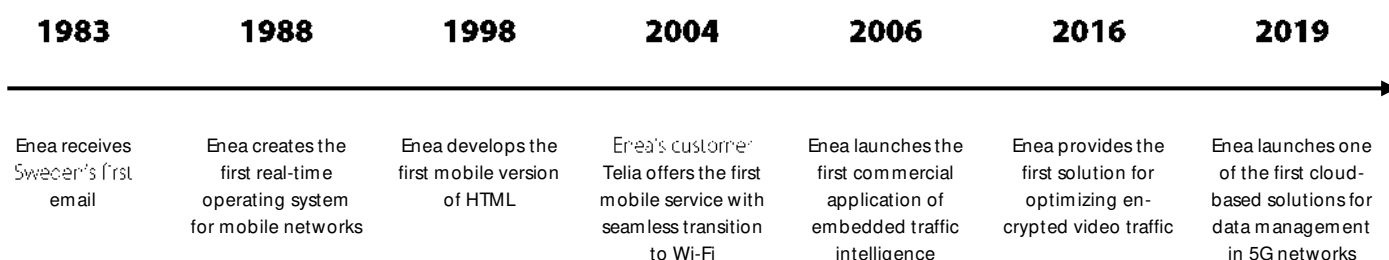 1983 1988 1998 2004 2006 2016 2019
Enea receives
Sweden's first
email
Enea creates the
first real-time
operating system
for mobile networks
Enea develops the
first mobile version
of HTML
Enea's customer
Telia offers the first
mobile service with
seamless transition
to Wi-Fi
Enea launches the
first commercial
application of
embedded traffic
intelligence
Enea provides the
first solution for
optimizing en-
crypted video traffic
Enea launches one
of the first cloud-
based solutions for
data management
in 5G networks